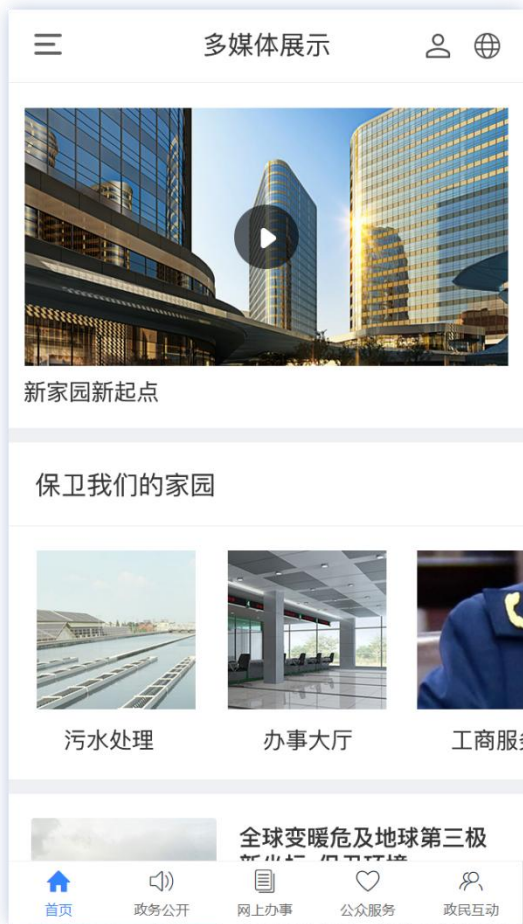 多媒体展示
新家园新起点
保卫我们的家园
污水处理
办事大厅
工商服务
全球变暖危及地球第三极
首页
政务公开
网上办事
公众服务
政民互动